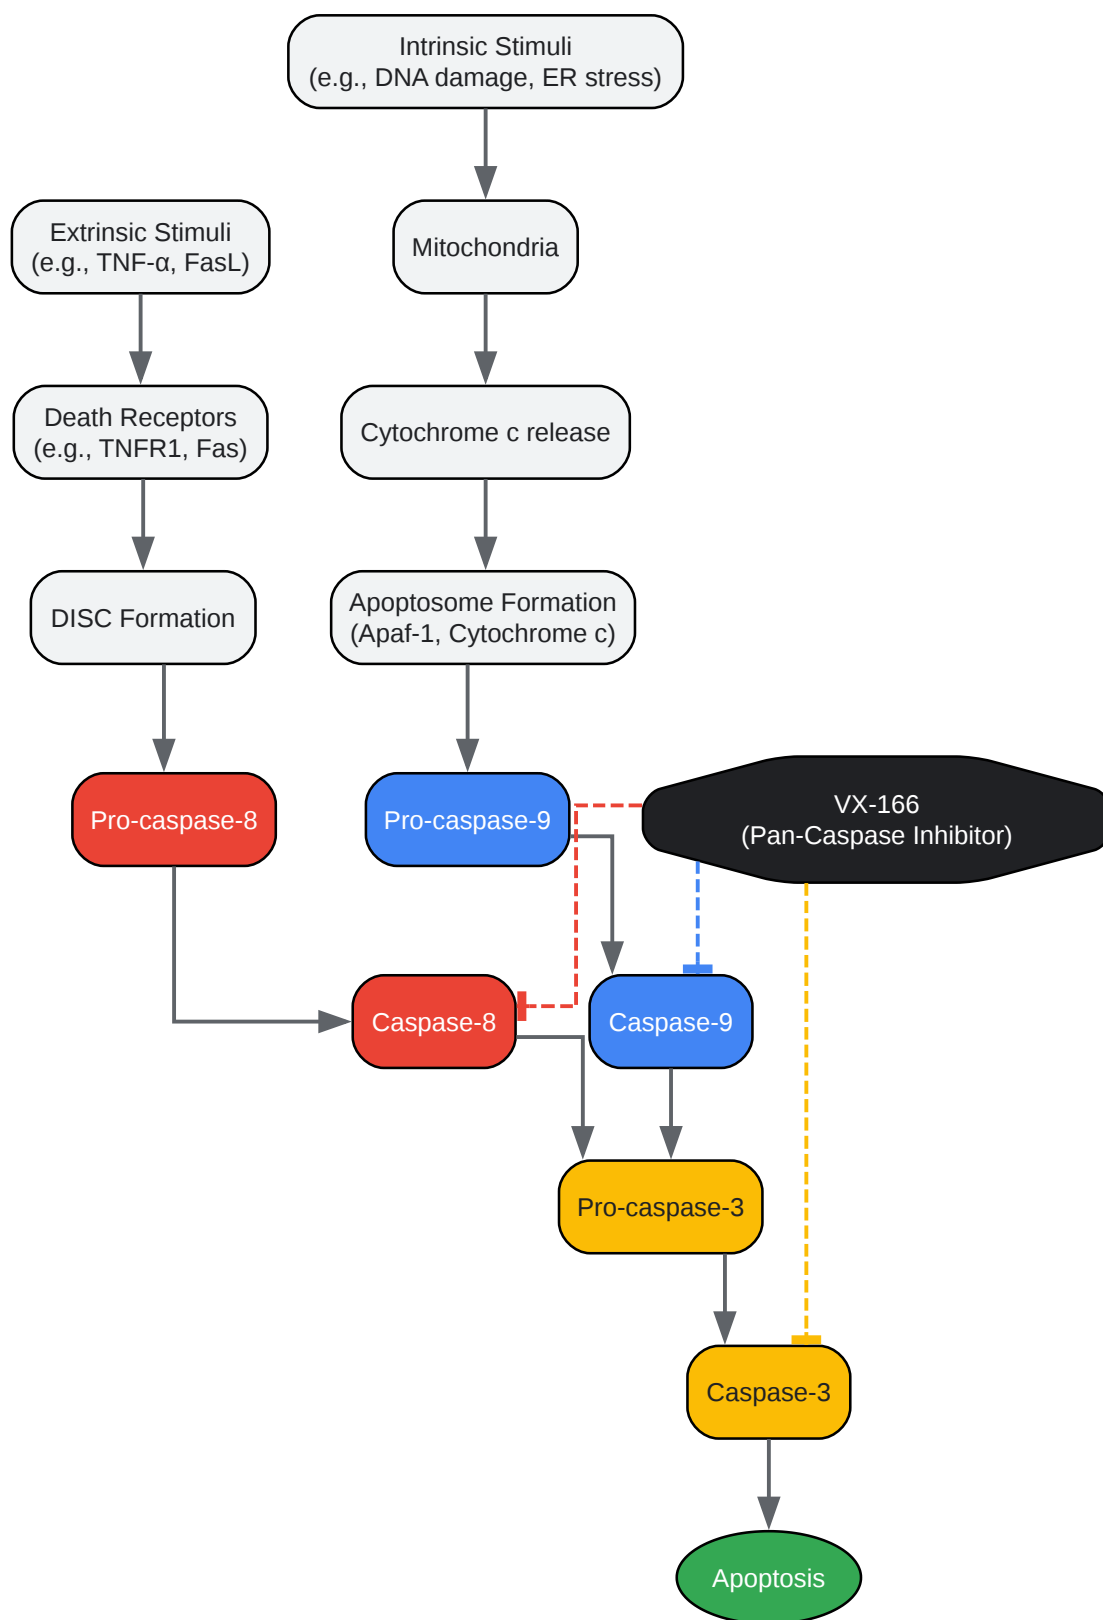 Intrinsic Stimuli
(e.g., DNA damage, ER stress)
Extrinsic Stimuli
(e.g., TNF-α, FasL)
Mitochondria
Death Receptors
(e.g., TNFR1, Fas)
Cytochrome c release
DISC Formation
Apoptosome Formation
(Apaf-1, Cytochrome c)
Pro-caspase-8
Pro-caspase-9
VX-166
(Pan-Caspase Inhibitor)
Caspase-8
Caspase-9
Pro-caspase-3
Caspase-3
Apoptosis